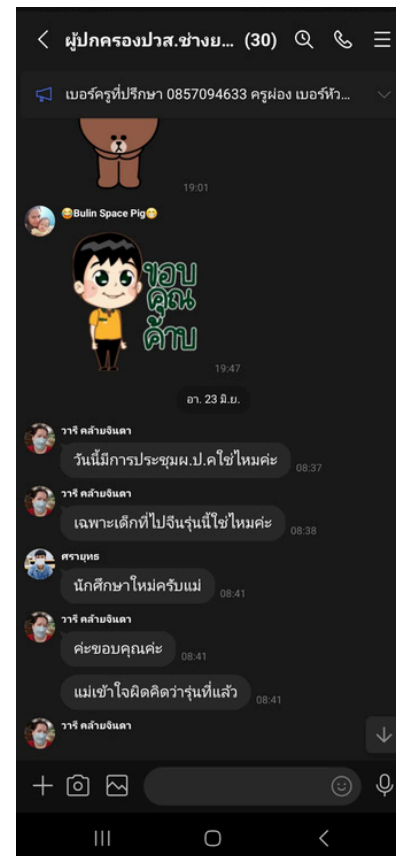 ผู้ปกครองปวส.ช่างย... (30)
เบอร์ครูที่ปรึกษา 0857094633 ครูผ่อง เบอร์หัว...
19:01
😂Bulin Space Pig😁
ขอบ
คุณ
ค้าบ
19:47
อา. 23 มิ.ย.
วารี คล้ายจินดา
วันนี้มีการประชุมผ.ป.คใช่ไหมค่ะ
08:37
วารี คล้ายจินดา
เฉพาะเด็กที่ไปจีนรุ่นนี้ใช่ไหมค่ะ
08:38
ศรายุทธ
นักศึกษาใหม่ครับแม่
08:41
วารี คล้ายจินดา
ค่ะขอบคุณค่ะ
08:41
แม่เข้าใจผิดคิดว่ารุ่นที่แล้ว
08:41
วารี คล้ายจินดา